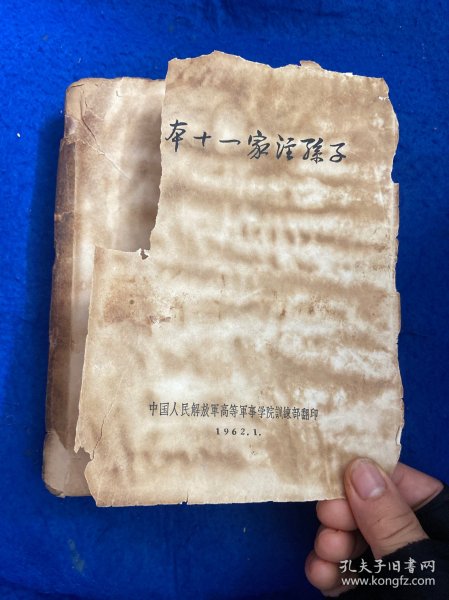 本十一家注孫子
中国人民解放軍高等軍事学院訓練部翻印
1962.1.
孔夫子旧书网
www.kongfz.com